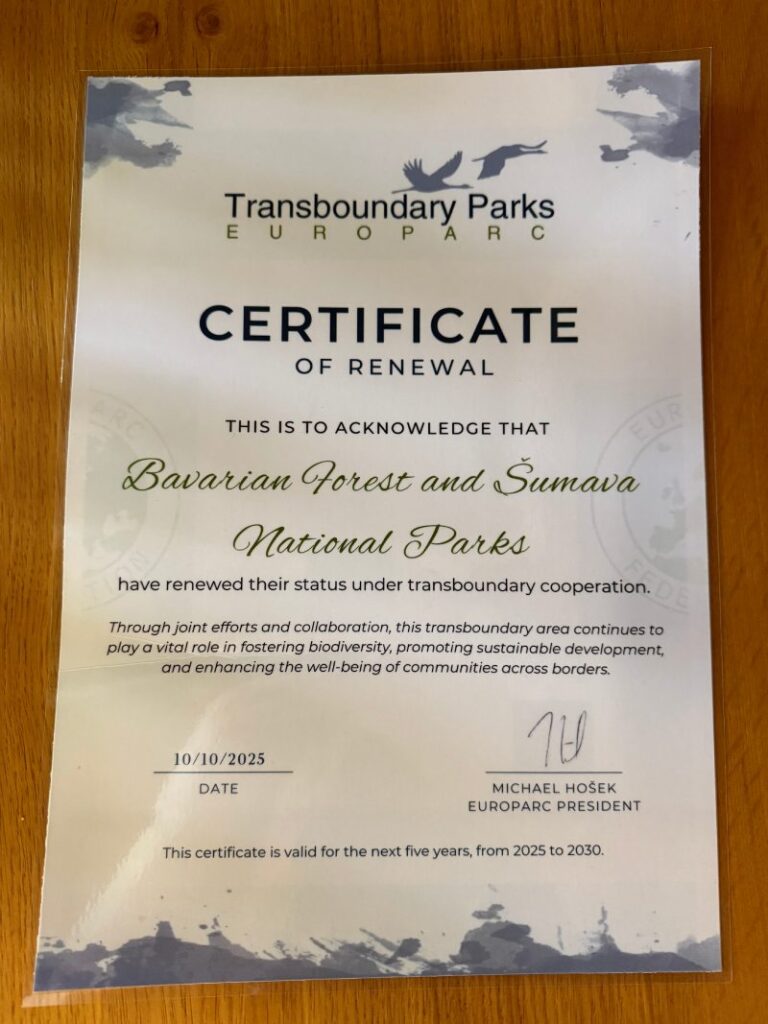 Transboundary Parks
EUROPARC
CERTIFICATE
OF RENEWAL
THIS IS TO ACKNOWLEDGE THAT
Bavarian Forest and Šumava
National Parks
have renewed their status under transboundary cooperation.
Through joint efforts and collaboration, this transboundary area continues to
play a vital role in fostering biodiversity, promoting sustainable development,
and enhancing the well-being of communities across borders.
10/10/2025
DATE
MICHAEL HOŠEK
EUROPARC PRESIDENT
This certificate is valid for the next five years, from 2025 to 2030.